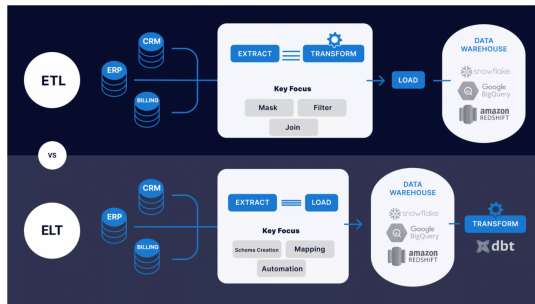 ETL
CRM
ERP
BILLING
EXTRACT
TRANSFORM
Key Focus
Mask
Filter
Join
LOAD
DATA
WAREHOUSE
snowflake
Google
BigQuery
amazon
REDSHIFT
VS
ELT
CRM
ERP
BILLING
EXTRACT
LOAD
Key Focus
Schema Creation
Mapping
Automation
DATA
WAREHOUSE
snowflake
Google
BigQuery
amazon
REDSHIFT
TRANSFORM
dbt